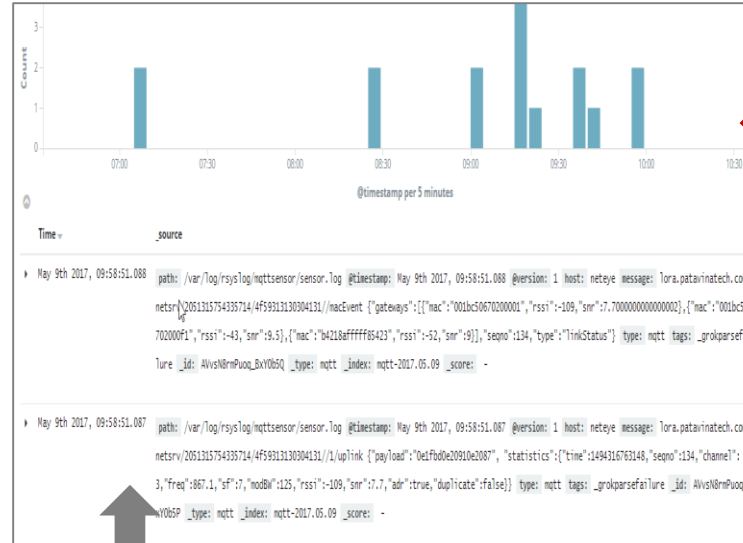 3
Count
2
1
0
07:00 07:30 08:00 08:30 09:00 09:30 10:00 10:30
@timestamp per 5 minutes
Time _source
May 9th 2017, 09:58:51.088 path: /var/log/rsyslog/mqttsensor/sensor.log @timestamp: May 9th 2017, 09:58:51.088 @version: 1 host: neteye message: lora.patavinatech.co
netsrv/2051315754335714/4f59313130304131//macEvent {"gateways":[{"mac":"001bc50670200001","rssi":-109,"snr":7.7000000000000002},{"mac":"001bc5
702000f1","rssi":-43,"snr":9.5},{"mac":"b4218afffff85423","rssi":-52,"snr":9}],"seqno":134,"type":"linkStatus"} type: mqtt tags: _grokparsef
lure _id: AVvsN8rmPuoq_BxY0b5Q _type: mqtt _index: mqtt-2017.05.09 _score: -
May 9th 2017, 09:58:51.087 path: /var/log/rsyslog/mqttsensor/sensor.log @timestamp: May 9th 2017, 09:58:51.087 @version: 1 host: neteye message: lora.patavinatech.co
netsrv/2051315754335714/4f59313130304131//1/uplink {"payload":"0e1fbd0e20910e2087", "statistics":{"time":1494316763148,"seqno":134,"channel":
3,"freq":867.1,"sf":7,"modBW":125,"rssi":-109,"snr":7.7,"adr":true,"duplicate":false}} type: mqtt tags: _grokparsefailure _id: AVvsN8rmPuoq
xY0b5P _type: mqtt _index: mqtt-2017.05.09 _score: -